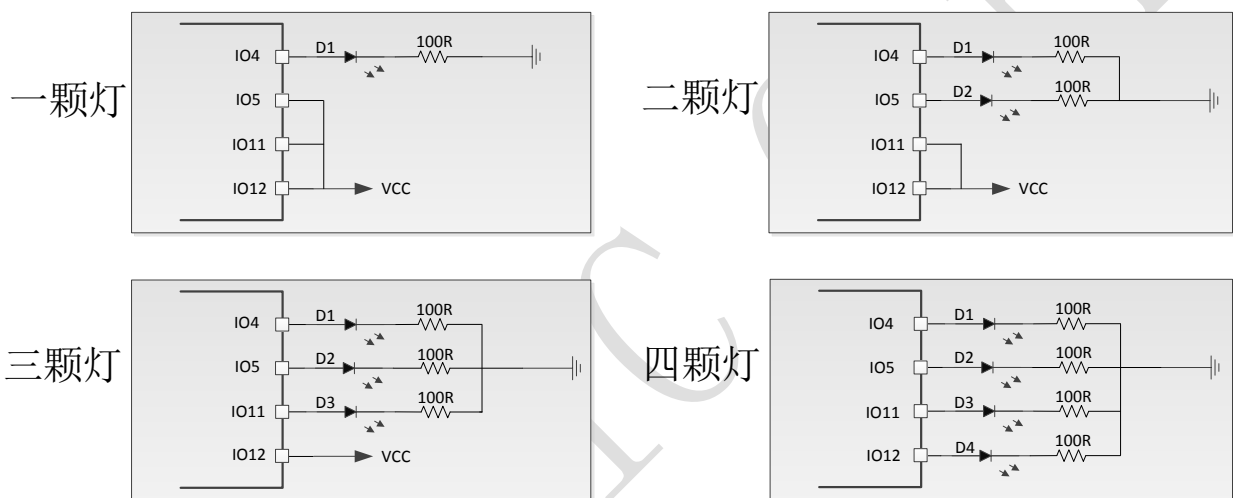 一颗灯
IO4 D1 100R
IO5
IO11
IO12 VCC
二颗灯
IO4 D1 100R
IO5 D2 100R
IO11
IO12 VCC
三颗灯
IO4 D1 100R
IO5 D2 100R
IO11 D3 100R
IO12 VCC
四颗灯
IO4 D1 100R
IO5 D2 100R
IO11 D3 100R
IO12 D4 100R